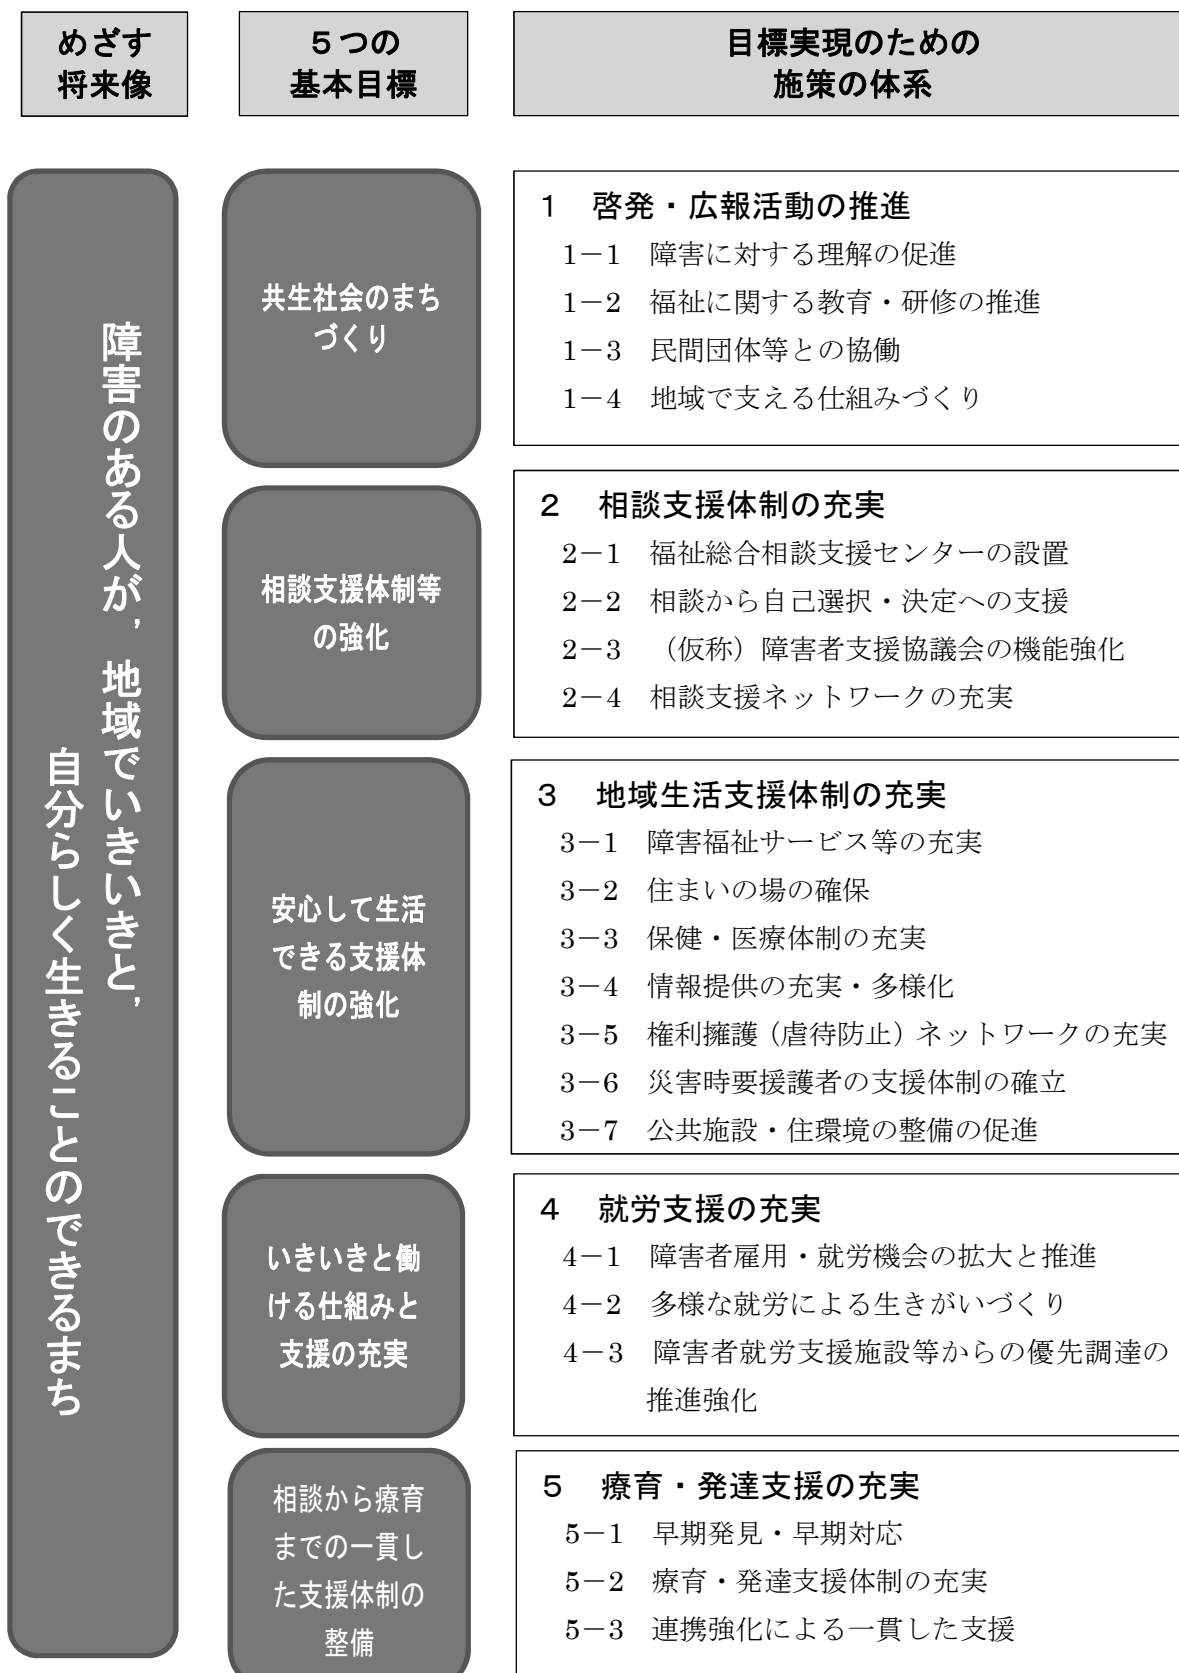 めざす
将来像
５つの
基本目標
目標実現のための
施策の体系
障害のある人が，地域でいきいきと，
自分らしく生きることのできるまち
共生社会のまち
づくり
1　啓発・広報活動の推進
1－1　障害に対する理解の促進
1－2　福祉に関する教育・研修の推進
1－3　民間団体等との協働
1－4　地域で支える仕組みづくり
相談支援体制等
の強化
2　相談支援体制の充実
2－1　福祉総合相談支援センターの設置
2－2　相談から自己選択・決定への支援
2－3　（仮称）障害者支援協議会の機能強化
2－4　相談支援ネットワークの充実
安心して生活
できる支援体
制の強化
3　地域生活支援体制の充実
3－1　障害福祉サービス等の充実
3－2　住まいの場の確保
3－3　保健・医療体制の充実
3－4　情報提供の充実・多様化
3－5　権利擁護（虐待防止）ネットワークの充実
3－6　災害時要援護者の支援体制の確立
3－7　公共施設・住環境の整備の促進
いきいきと働
ける仕組みと
支援の充実
4　就労支援の充実
4－1　障害者雇用・就労機会の拡大と推進
4－2　多様な就労による生きがいづくり
4－3　障害者就労支援施設等からの優先調達の
推進強化
相談から療育
までの一貫し
た支援体制の
整備
5　療育・発達支援の充実
5－1　早期発見・早期対応
5－2　療育・発達支援体制の充実
5－3　連携強化による一貫した支援